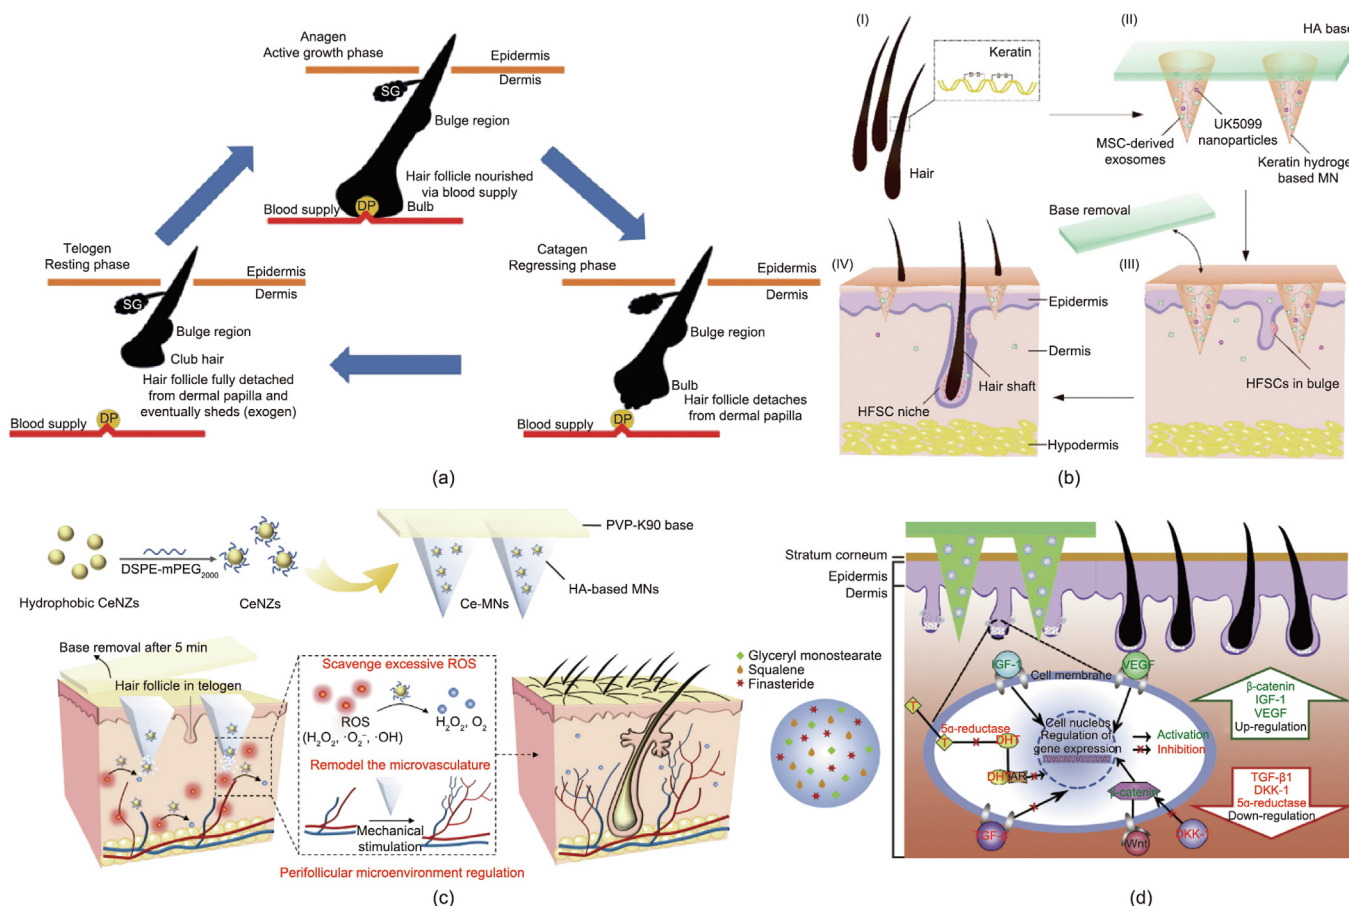 Anagen
Active growth phase
Epidermis
Dermis
SG
Bulge region
Hair follicle nourished
via blood supply
Blood supply
DP
Bulb
Telogen
Resting phase
Epidermis
Dermis
SG
Bulge region
Club hair
Hair follicle fully detached
from dermal papilla and
eventually sheds (exogen)
Blood supply
DP
Catagen
Regressing phase
Epidermis
Dermis
SG
Bulge region
Bulb
Hair follicle detaches
from dermal papilla
Blood supply
DP
(a)
(I)
Keratin
S-S
S-S
Hair
(II)
HA base
UK5099
nanoparticles
MSC-derived
exosomes
Keratin hydroge
based MN
Base removal
(III)
HFSCs in bulge
(IV)
Epidermis
Dermis
Hair shaft
HFSC niche
Hypodermis
(b)
Hydrophobic CeNZs
DSPE-mPEG2000
CeNZs
PVP-K90 base
HA-based MNs
Ce-MNs
Base removal after 5 min
Hair follicle in telogen
Scavenge excessive ROS
ROS
(H2O2, ·O2−, ·OH)
H2O2, O2
Remodel the microvasculature
Mechanical
stimulation
Perifollicular microenvironment regulation
(c)
Stratum corneum
Epidermis
Dermis
Glyceryl monostearate
Squalene
Finasteride
IGF-1
VEGF
Cell membrane
T
T
5α-reductase
DHT
DHT
AR
Cell nucleus
Regulation of
gene expression
Activation
Inhibition
β-catenin
Wnt
DKK-1
β-catenin
IGF-1
VEGF
Up-regulation
TGF-β1
DKK-1
5α-reductase
Down-regulation
(d)